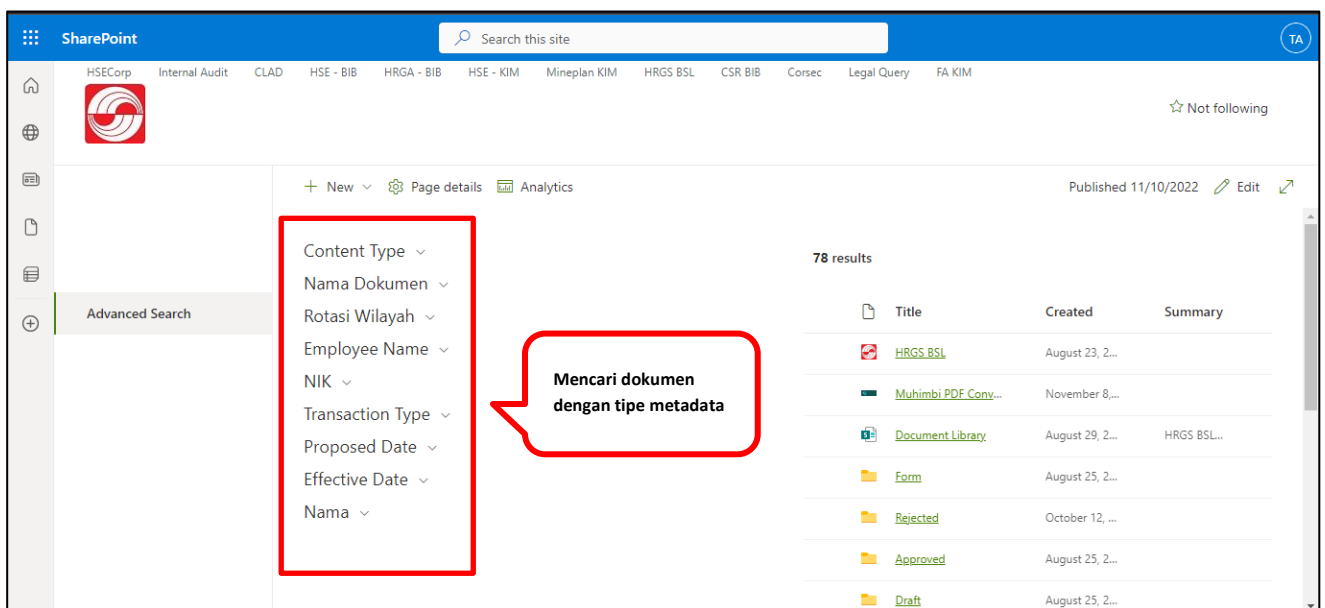 SharePoint
Search this site
TA
HSECorp Internal Audit CLAD HSE - BIB HRGA - BIB HSE - KIM Mineplan KIM HRGS BSL CSR BIB Corsec Legal Query FA KIM
Not following
New Page details Analytics
Published 11/10/2022 Edit
Advanced Search
Content Type
Nama Dokumen
Rotasi Wilayah
Employee Name
NIK
Transaction Type
Proposed Date
Effective Date
Nama
Mencari dokumen
dengan tipe metadata
78 results
Title Created Summary
HRGS BSL August 23, 2...
Muhimbi PDF Conv... November 8,...
Document Library August 29, 2... HRGS BSL...
Form August 25, 2...
Rejected October 12, ...
Approved August 25, 2...
Draft August 25, 2...